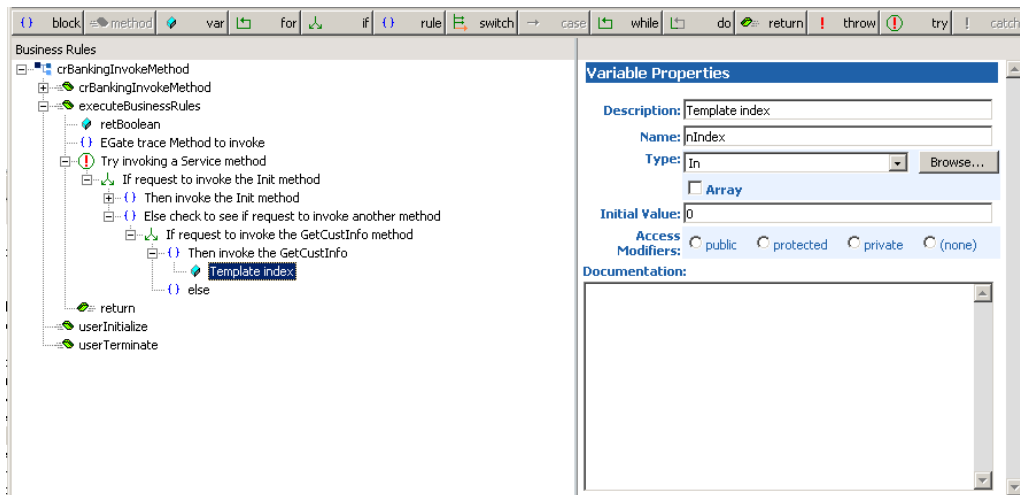 {} block method var for if {} rule switch case while do return ! throw try ! catch
Business Rules
crBankingInvokeMethod
crBankingInvokeMethod
executeBusinessRules
retBoolean
{} EGate trace Method to invoke
Try invoking a Service method
If request to invoke the Init method
{} Then invoke the Init method
{} Else check to see if request to invoke another method
If request to invoke the GetCustInfo method
{} Then invoke the GetCustInfo
Template index
{} else
return
userInitialize
userTerminate
Variable Properties
Description: Template index
Name: nIndex
Type: In Browse...
Array
Initial Value: 0
Access Modifiers: public protected private (none)
Documentation: